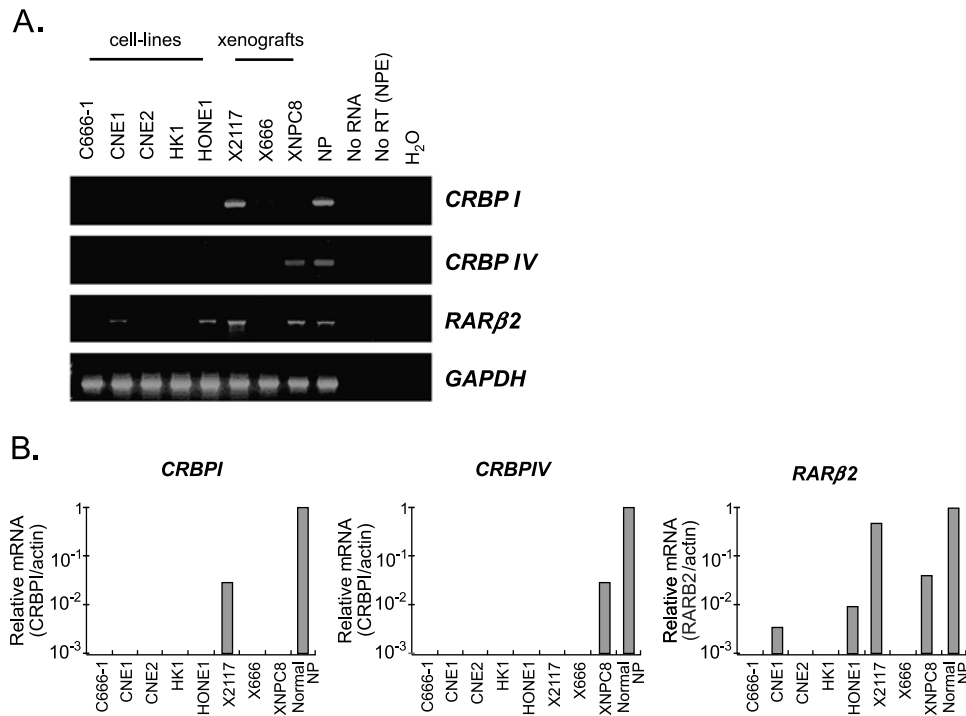 A.
cell-lines
xenografts
C666-1
CNE1
CNE2
HK1
HONE1
X2117
X666
XNPC8
NP
No RNA
No RT (NPE)
H2O
CRBP I
CRBP IV
RARβ2
GAPDH
B.
CRBPI
Relative mRNA
(CRBPI/actin)
1
10-1
10-2
10-3
C666-1
CNE1
CNE2
HK1
HONE1
X2117
X666
XNPC8
Normal
NP
CRBPIV
Relative mRNA
(CRBPI/actin)
1
10-1
10-2
10-3
C666-1
CNE1
CNE2
HK1
HONE1
X2117
X666
XNPC8
Normal
NP
RARβ2
Relative mRNA
(RARB2/actin)
1
10-1
10-2
10-3
C666-1
CNE1
CNE2
HK1
HONE1
X2117
X666
XNPC8
Normal
NP